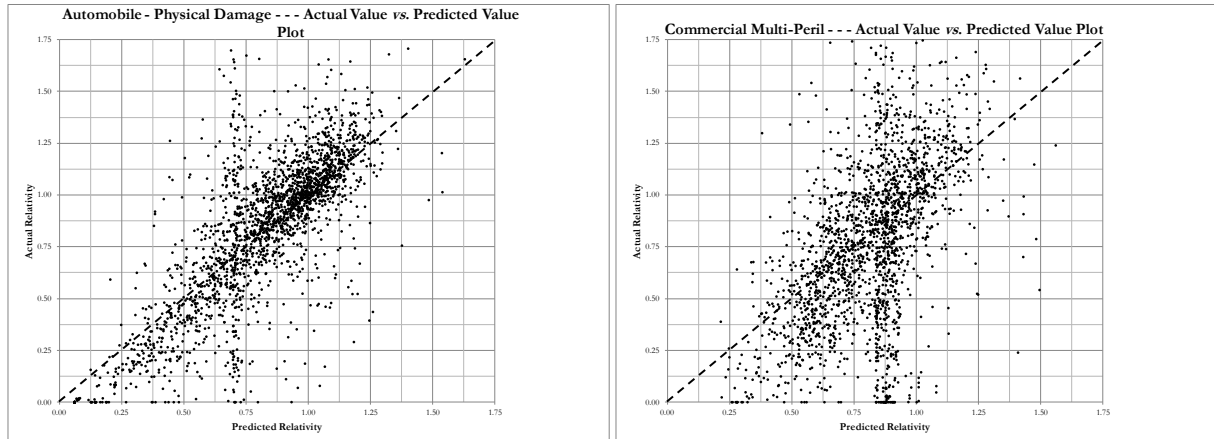 Automobile - Physical Damage - - - Actual Value vs. Predicted Value
Plot
1.75
1.50
1.25
1.00
0.75
0.50
0.25
0.00
Actual Relativity
0.00 0.25 0.50 0.75 1.00 1.25 1.50 1.75
Predicted Relativity
Commercial Multi-Peril - - - Actual Value vs. Predicted Value Plot
1.75
1.50
1.25
1.00
0.75
0.50
0.25
0.00
Actual Relativity
0.00 0.25 0.50 0.75 1.00 1.25 1.50 1.75
Predicted Relativity